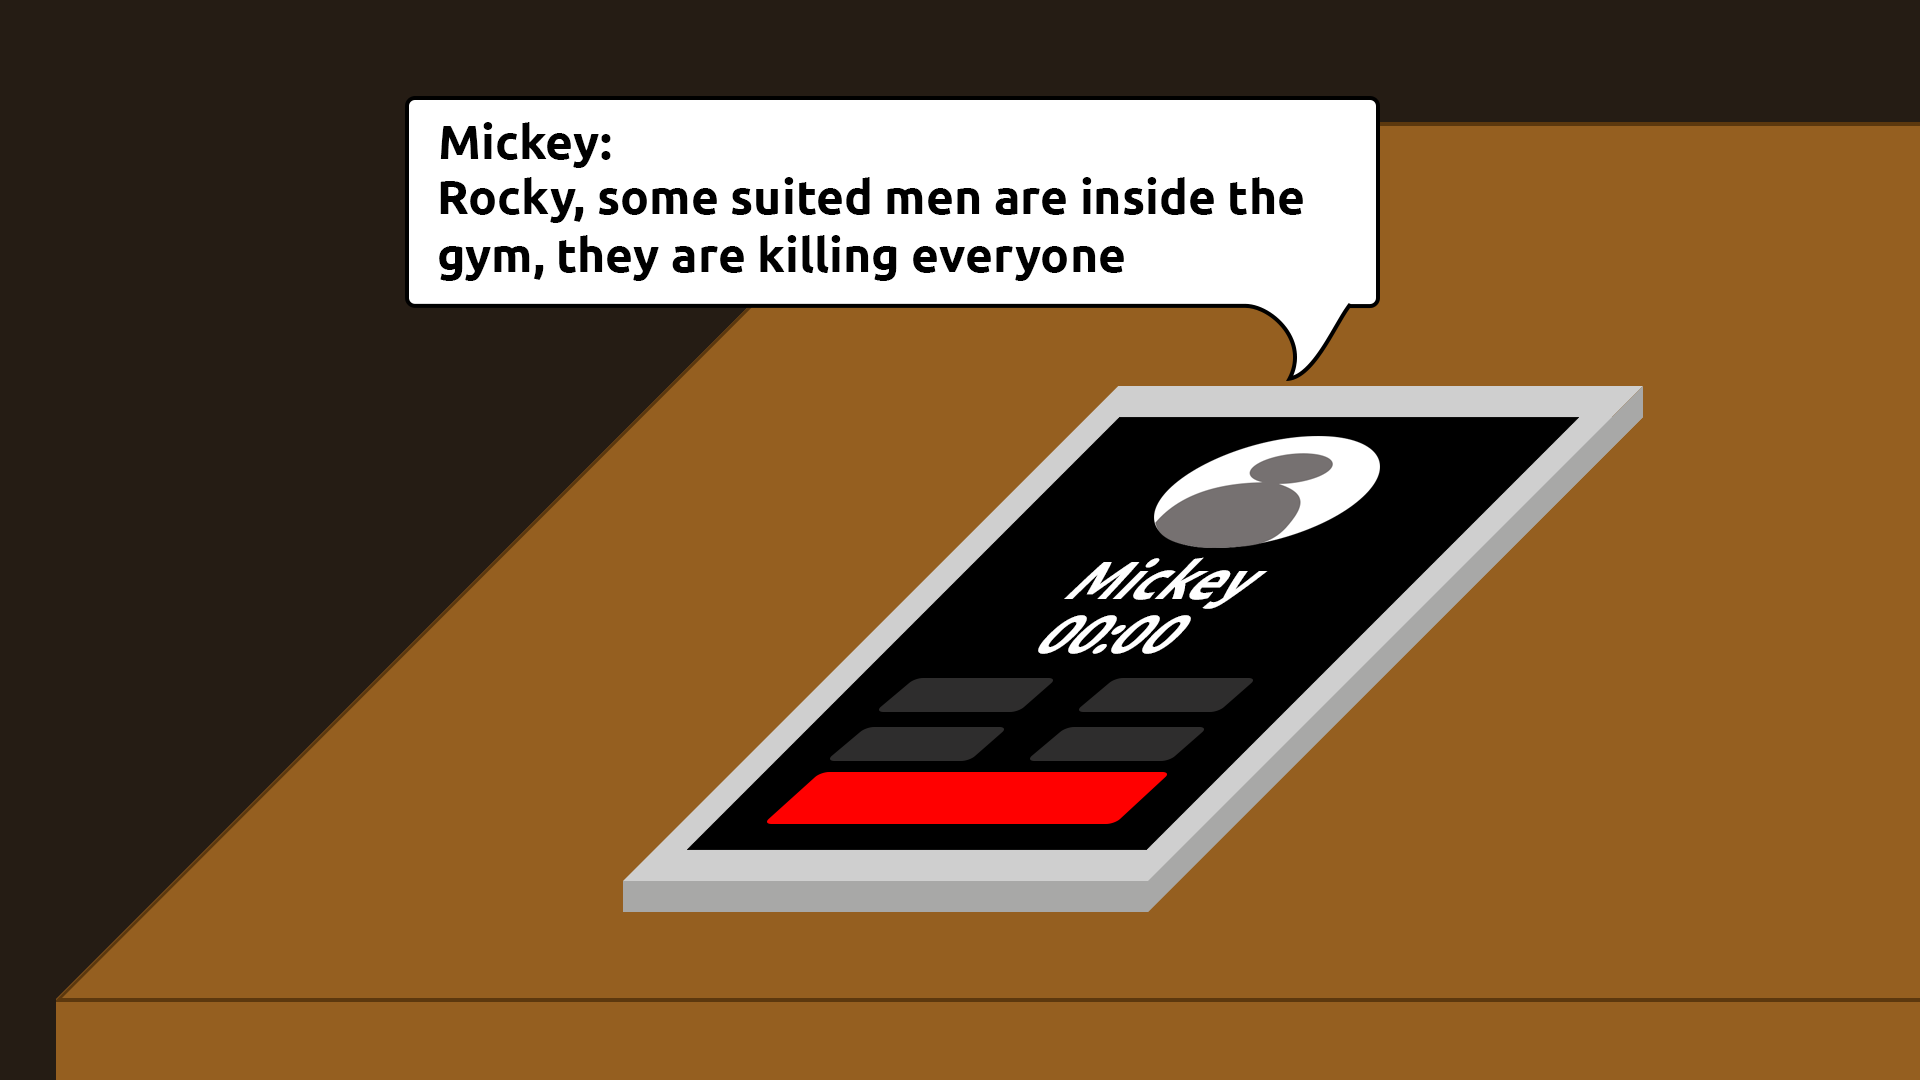 Mickey:
Rocky, some suited men are inside the
gym, they are killing everyone
Mickey
00:00